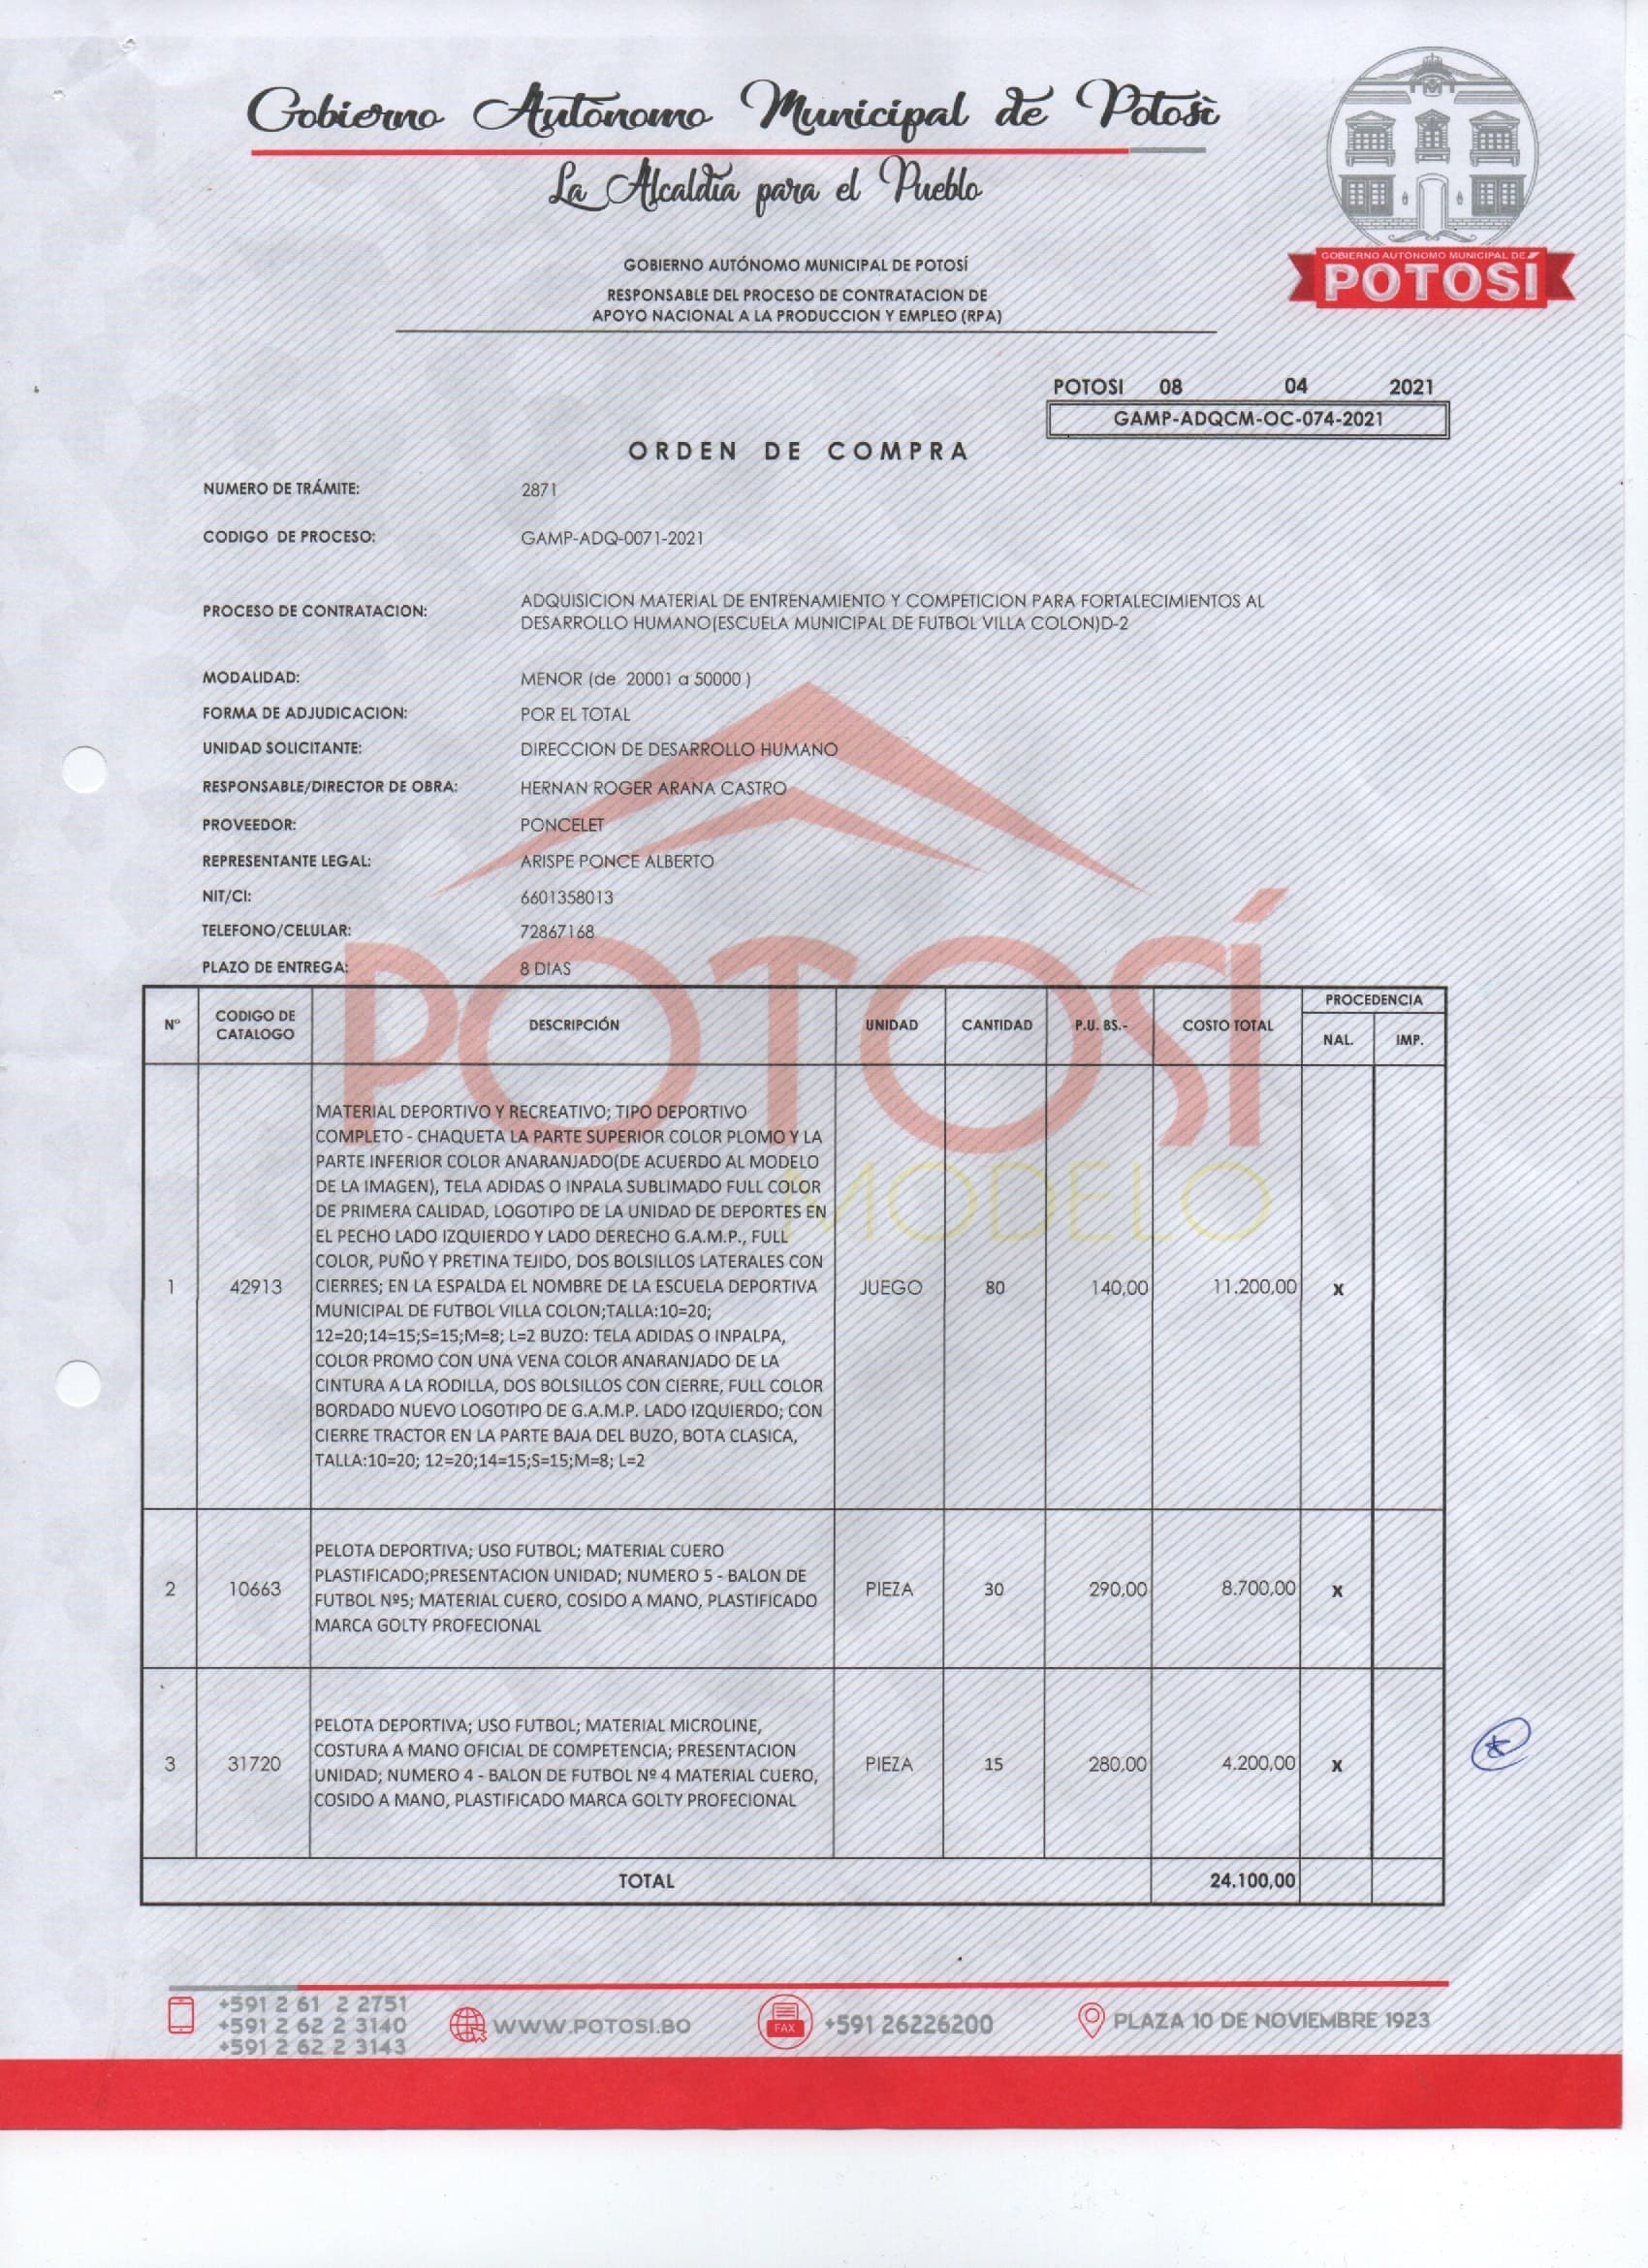 Gobierno Autònomo Municipal de Potosì
La Alcaldía para el Pueblo
GOBIERNO AUTONOMO MUNICIPAL DE
POTOSÍ
GOBIERNO AUTÓNOMO MUNICIPAL DE POTOSÍ
RESPONSABLE DEL PROCESO DE CONTRATACION DE
APOYO NACIONAL A LA PRODUCCION Y EMPLEO (RPA)
POTOSI 08 04 2021
GAMP-ADQCM-OC-074-2021
ORDEN DE COMPRA
NUMERO DE TRÁMITE: 2871
CODIGO DE PROCESO: GAMP-ADQ-0071-2021
PROCESO DE CONTRATACION: ADQUISICION MATERIAL DE ENTRENAMIENTO Y COMPETICION PARA FORTALECIMIENTOS AL
DESARROLLO HUMANO(ESCUELA MUNICIPAL DE FUTBOL VILLA COLON)D-2
MODALIDAD: MENOR (de 20001 a 50000 )
FORMA DE ADJUDICACION: POR EL TOTAL
UNIDAD SOLICITANTE: DIRECCION DE DESARROLLO HUMANO
RESPONSABLE/DIRECTOR DE OBRA: HERNAN ROGER ARANA CASTRO
PROVEEDOR: PONCELET
REPRESENTANTE LEGAL: ARISPE PONCE ALBERTO
NIT/CI: 6601358013
TELEFONO/CELULAR: 72867168
PLAZO DE ENTREGA: 8 DIAS
POTOSÍ
MODELO
Nº CODIGO DE CATALOGO DESCRIPCIÓN UNIDAD CANTIDAD P.U. BS.- COSTO TOTAL PROCEDENCIA
NAL. IMP.
MATERIAL DEPORTIVO Y RECREATIVO; TIPO DEPORTIVO
COMPLETO - CHAQUETA LA PARTE SUPERIOR COLOR PLOMO Y LA
PARTE INFERIOR COLOR ANARANJADO(DE ACUERDO AL MODELO
DE LA IMAGEN), TELA ADIDAS O INPALA SUBLIMADO FULL COLOR
DE PRIMERA CALIDAD, LOGOTIPO DE LA UNIDAD DE DEPORTES EN
EL PECHO LADO IZQUIERDO Y LADO DERECHO G.A.M.P., FULL
COLOR, PUÑO Y PRETINA TEJIDO, DOS BOLSILLOS LATERALES CON
1 42913 CIERRES; EN LA ESPALDA EL NOMBRE DE LA ESCUELA DEPORTIVA JUEGO 80 140,00 11.200,00 X
MUNICIPAL DE FUTBOL VILLA COLON;TALLA:10=20;
12=20;14=15;S=15;M=8; L=2 BUZO: TELA ADIDAS O INPALPA,
COLOR PROMO CON UNA VENA COLOR ANARANJADO DE LA
CINTURA A LA RODILLA, DOS BOLSILLOS CON CIERRE, FULL COLOR
BORDADO NUEVO LOGOTIPO DE G.A.M.P. LADO IZQUIERDO; CON
CIERRE TRACTOR EN LA PARTE BAJA DEL BUZO, BOTA CLASICA,
TALLA:10=20; 12=20;14=15;S=15;M=8; L=2
PELOTA DEPORTIVA; USO FUTBOL; MATERIAL CUERO
PLASTIFICADO;PRESENTACION UNIDAD; NUMERO 5 - BALON DE
2 10663 FUTBOL Nº5; MATERIAL CUERO, COSIDO A MANO, PLASTIFICADO PIEZA 30 290,00 8.700,00 X
MARCA GOLTY PROFECIONAL
PELOTA DEPORTIVA; USO FUTBOL; MATERIAL MICROLINE,
COSTURA A MANO OFICIAL DE COMPETENCIA; PRESENTACION
3 31720 UNIDAD; NUMERO 4 - BALON DE FUTBOL Nº 4 MATERIAL CUERO, PIEZA 15 280,00 4.200,00 X
COSIDO A MANO, PLASTIFICADO MARCA GOLTY PROFECIONAL
TOTAL 24.100,00
+591 2 61 2 2751
+591 2 62 2 3140
+591 2 62 2 3143
WWW.POTOSI.BO
FAX
+591 26226200
PLAZA 10 DE NOVIEMBRE 1923